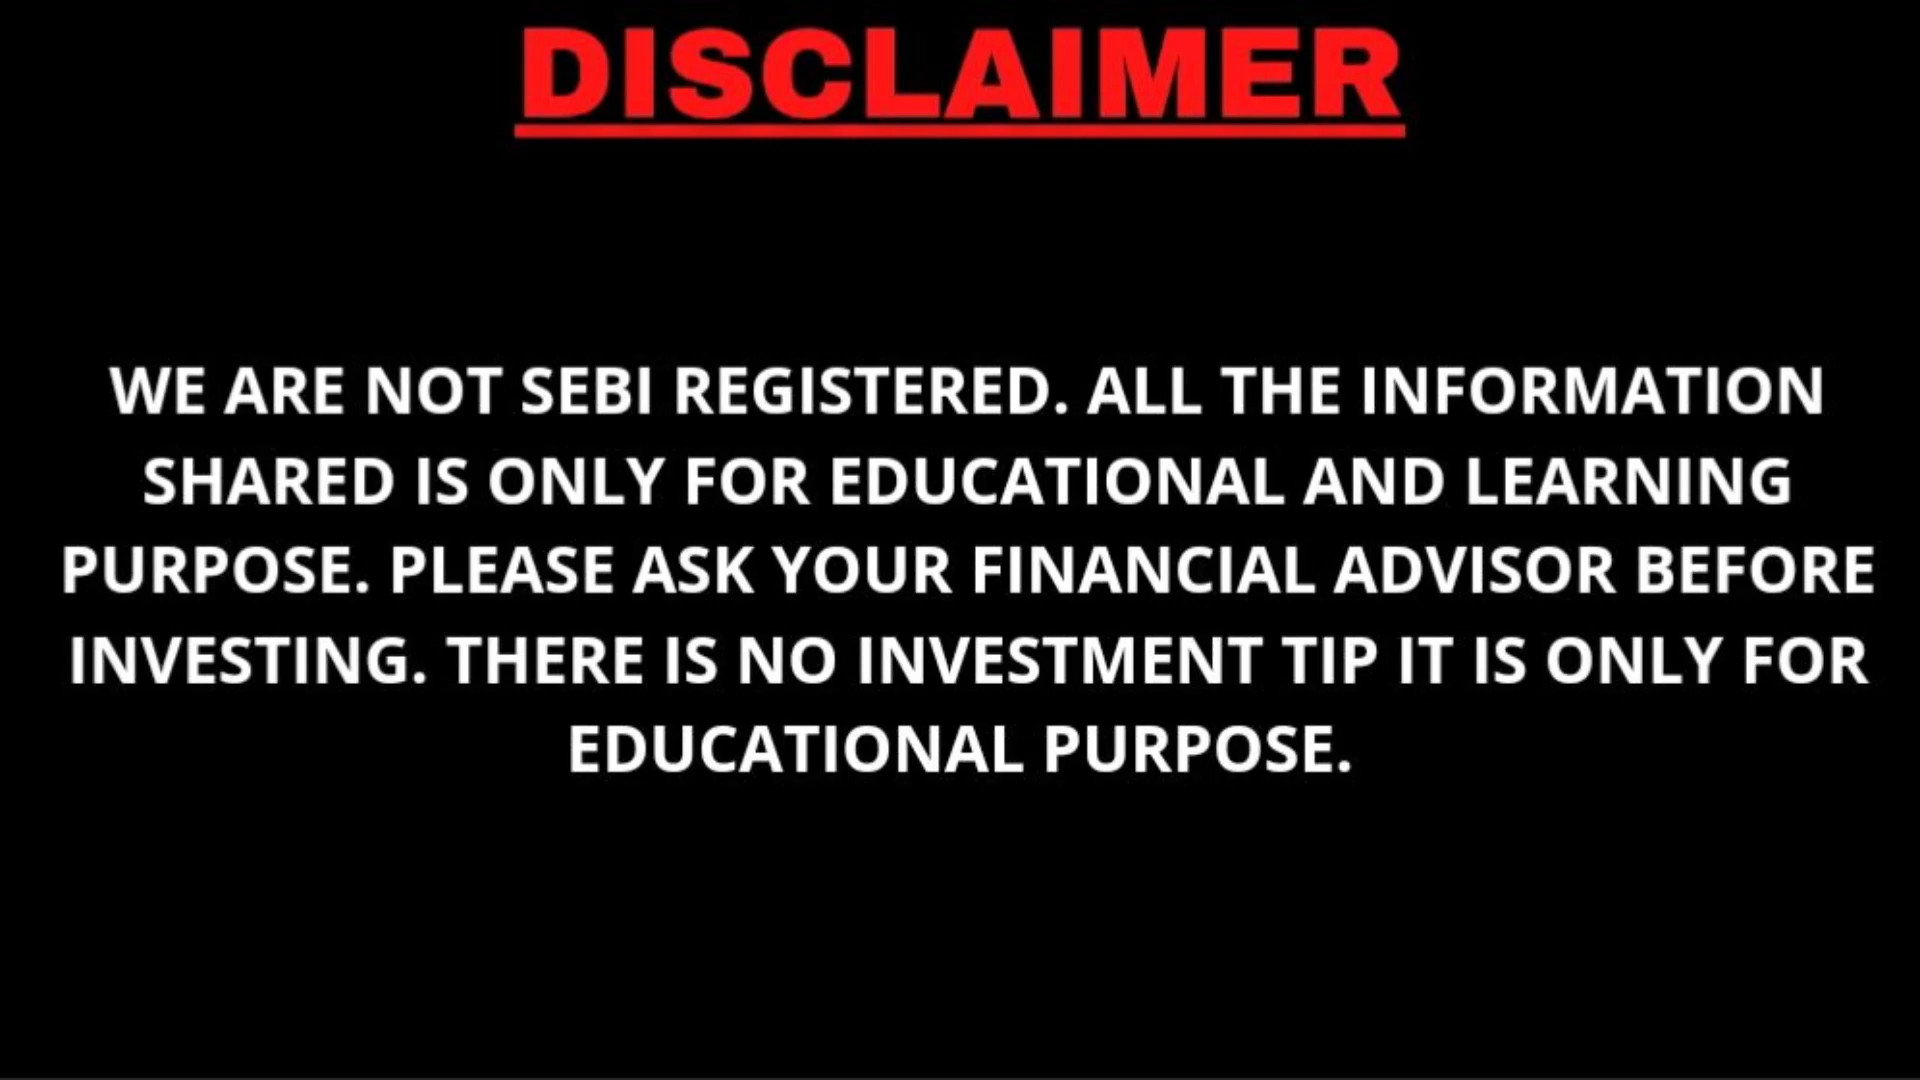 DISCLAIMER
WE ARE NOT SEBI REGISTERED. ALL THE INFORMATION
SHARED IS ONLY FOR EDUCATIONAL AND LEARNING
PURPOSE. PLEASE ASK YOUR FINANCIAL ADVISOR BEFORE
INVESTING. THERE IS NO INVESTMENT TIP IT IS ONLY FOR
EDUCATIONAL PURPOSE.